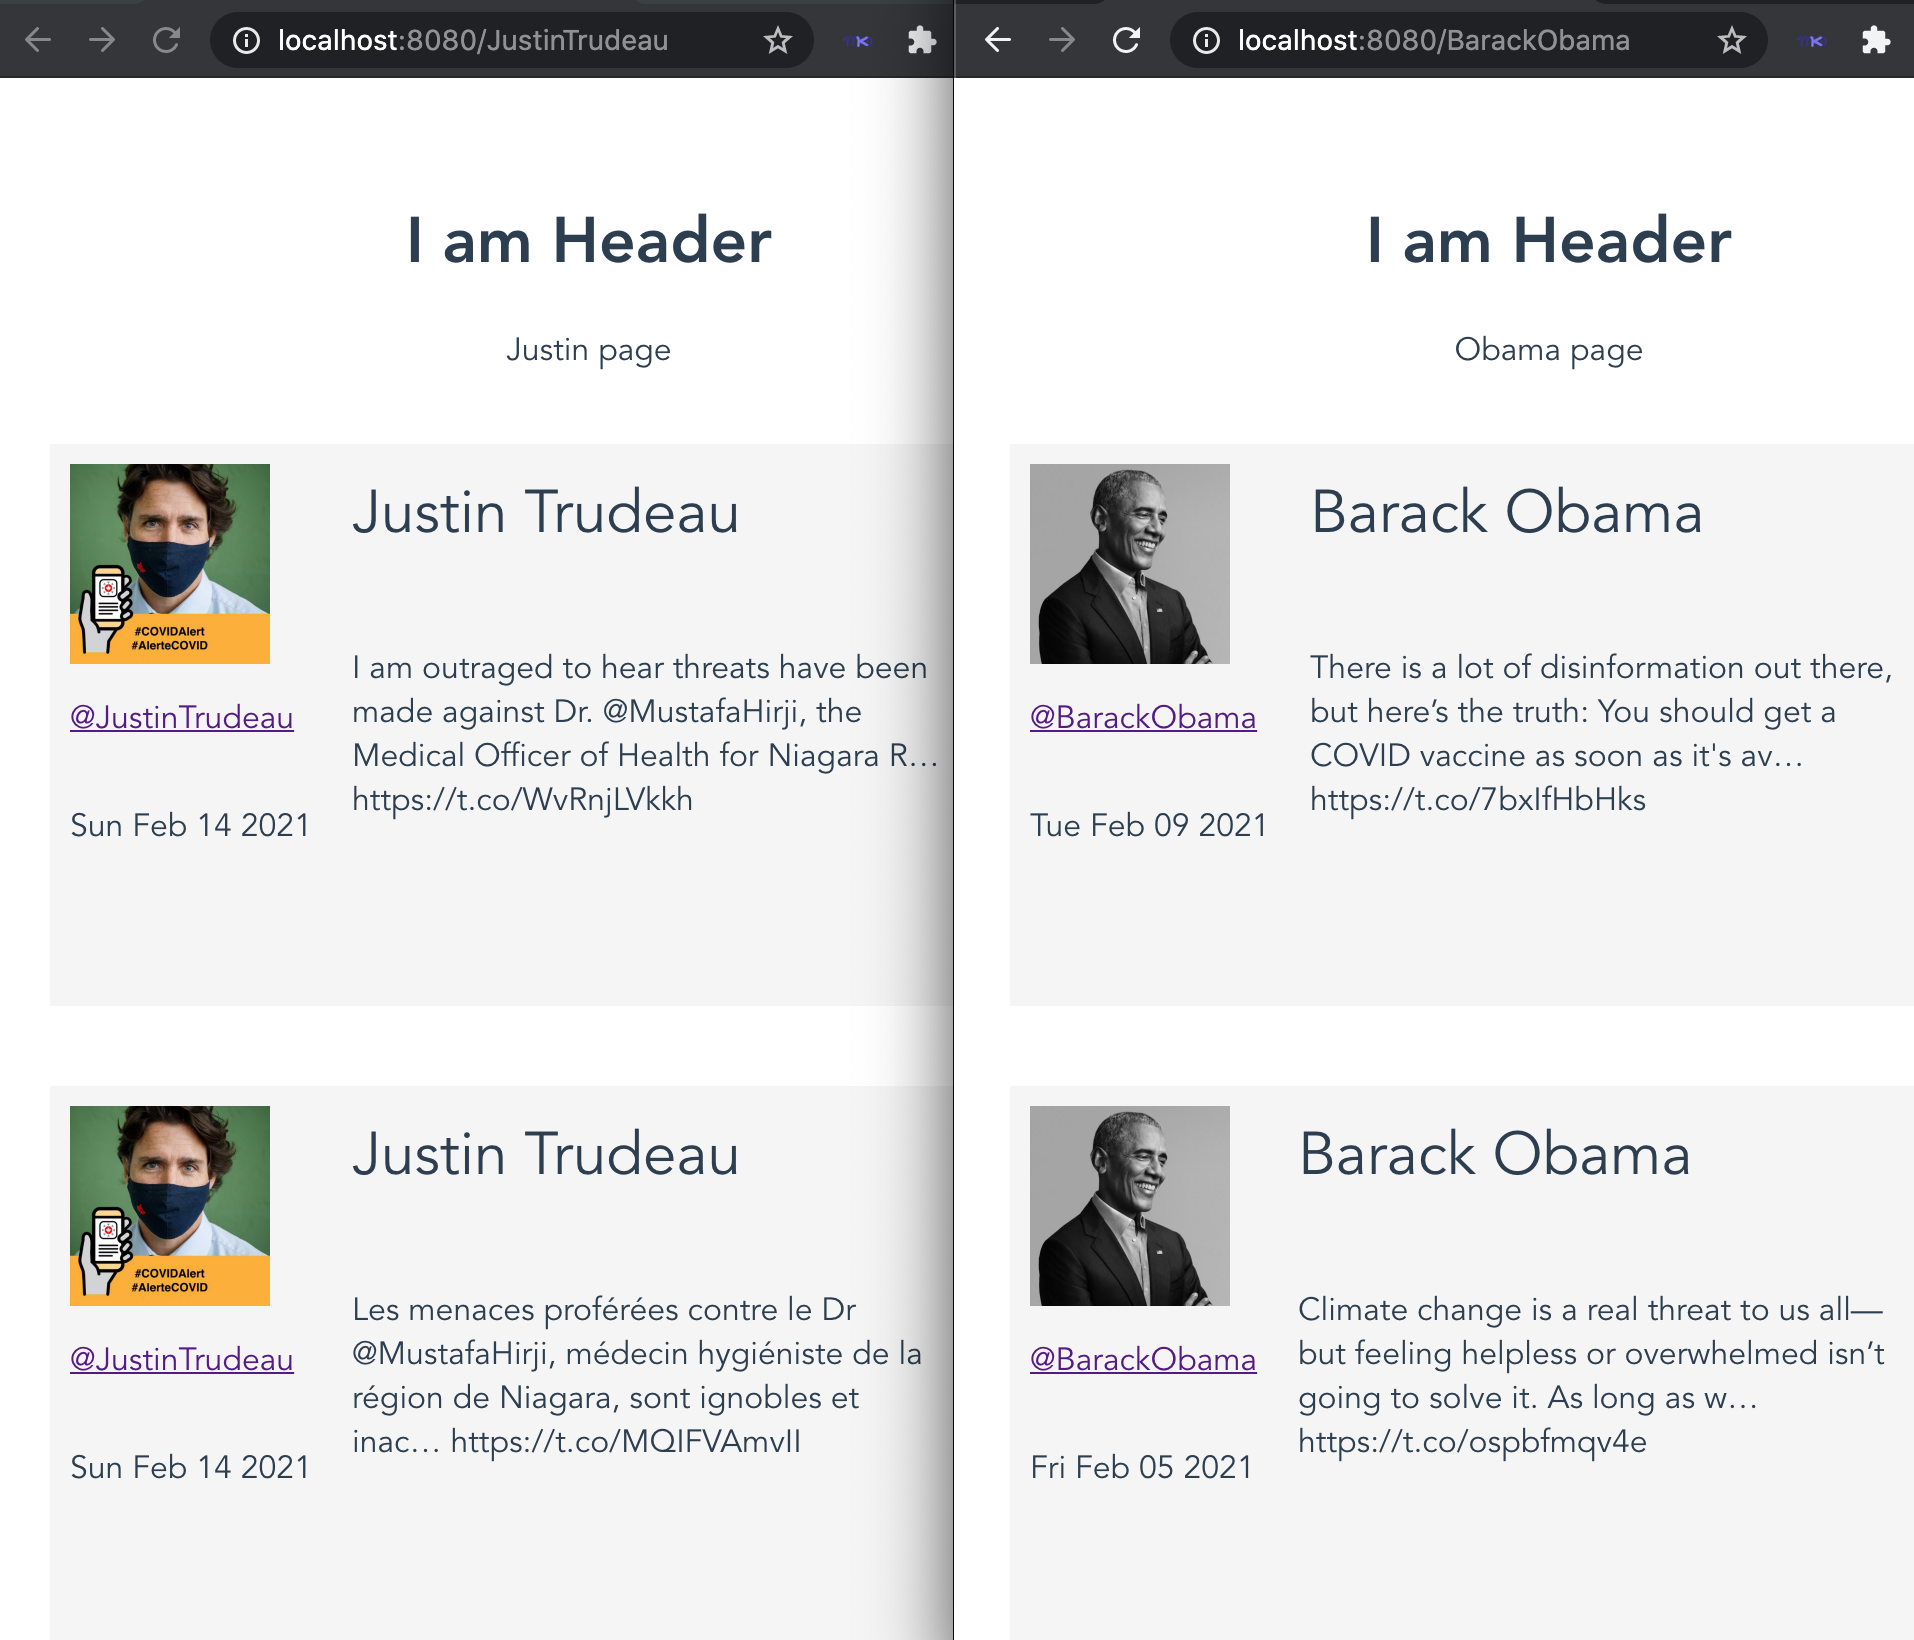 localhost:8080/JustinTrudeau
I am Header
Justin page
#COVIDAlert
#AlerteCOVID
@JustinTrudeau
Sun Feb 14 2021
Justin Trudeau
I am outraged to hear threats have been
made against Dr. @MustafaHirji, the
Medical Officer of Health for Niagara R…
https://t.co/WvRnjLVkkh
#COVIDAlert
#AlerteCOVID
@JustinTrudeau
Sun Feb 14 2021
Justin Trudeau
Les menaces proférées contre le Dr
@MustafaHirji, médecin hygiéniste de la
région de Niagara, sont ignobles et
inac… https://t.co/MQIFVAmvII
localhost:8080/BarackObama
I am Header
Obama page
@BarackObama
Tue Feb 09 2021
Barack Obama
There is a lot of disinformation out there,
but here’s the truth: You should get a
COVID vaccine as soon as it's av…
https://t.co/7bxIfHbHks
@BarackObama
Fri Feb 05 2021
Barack Obama
Climate change is a real threat to us all—
but feeling helpless or overwhelmed isn’t
going to solve it. As long as w…
https://t.co/ospbfmqv4e